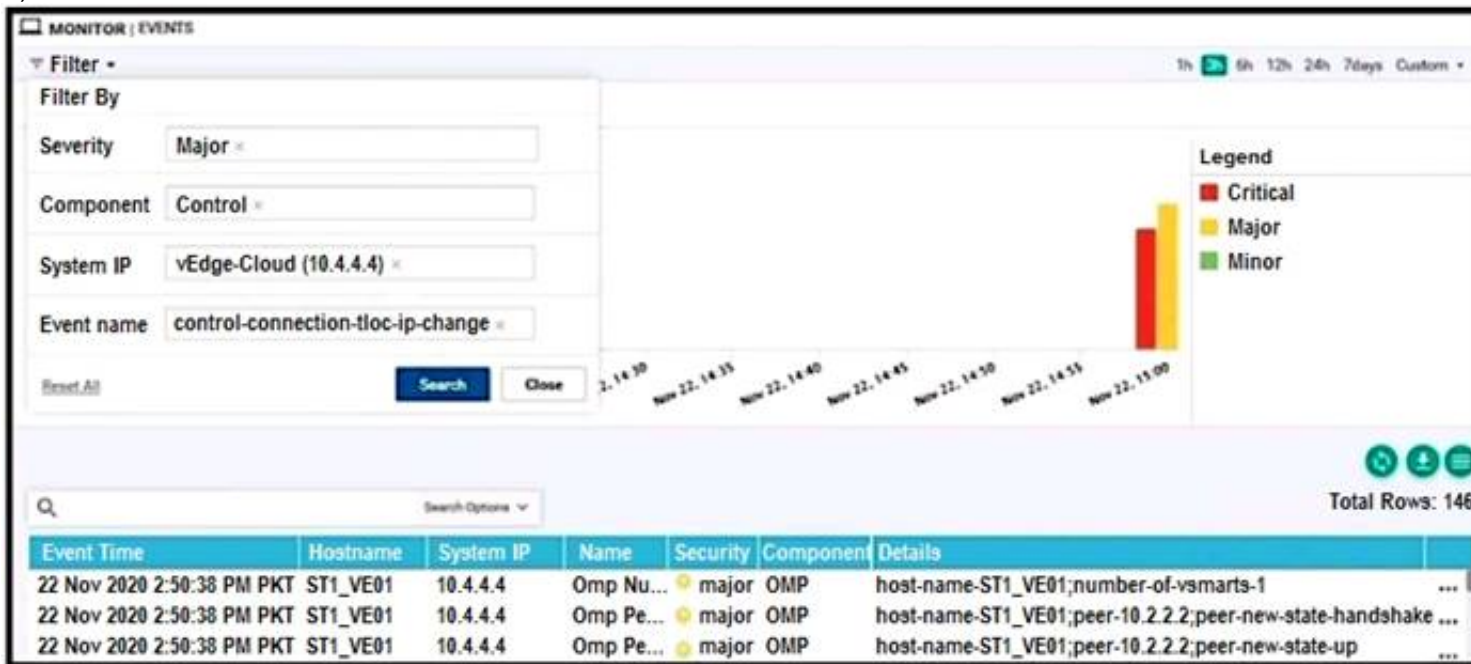 MONITOR | EVENTS
Filter
1h 3h 6h 12h 24h 7days Custom
Filter By
Severity Major ×
Component Control ×
System IP vEdge-Cloud (10.4.4.4) ×
Event name control-connection-tloc-ip-change ×
Reset All Search Close
Legend
Critical
Major
Minor
2, 14:30 Nov 22, 14:35 Nov 22, 14:40 Nov 22, 14:45 Nov 22, 14:50 Nov 22, 14:55 Nov 22, 15:00
Total Rows: 146
Search Options
Event Time Hostname System IP Name Security Component Details
22 Nov 2020 2:50:38 PM PKT ST1_VE01 10.4.4.4 Omp Nu... major OMP host-name-ST1_VE01;number-of-vsmarts-1 ...
22 Nov 2020 2:50:38 PM PKT ST1_VE01 10.4.4.4 Omp Pe... major OMP host-name-ST1_VE01;peer-10.2.2.2;peer-new-state-handshake ...
22 Nov 2020 2:50:38 PM PKT ST1_VE01 10.4.4.4 Omp Pe... major OMP host-name-ST1_VE01;peer-10.2.2.2;peer-new-state-up ...